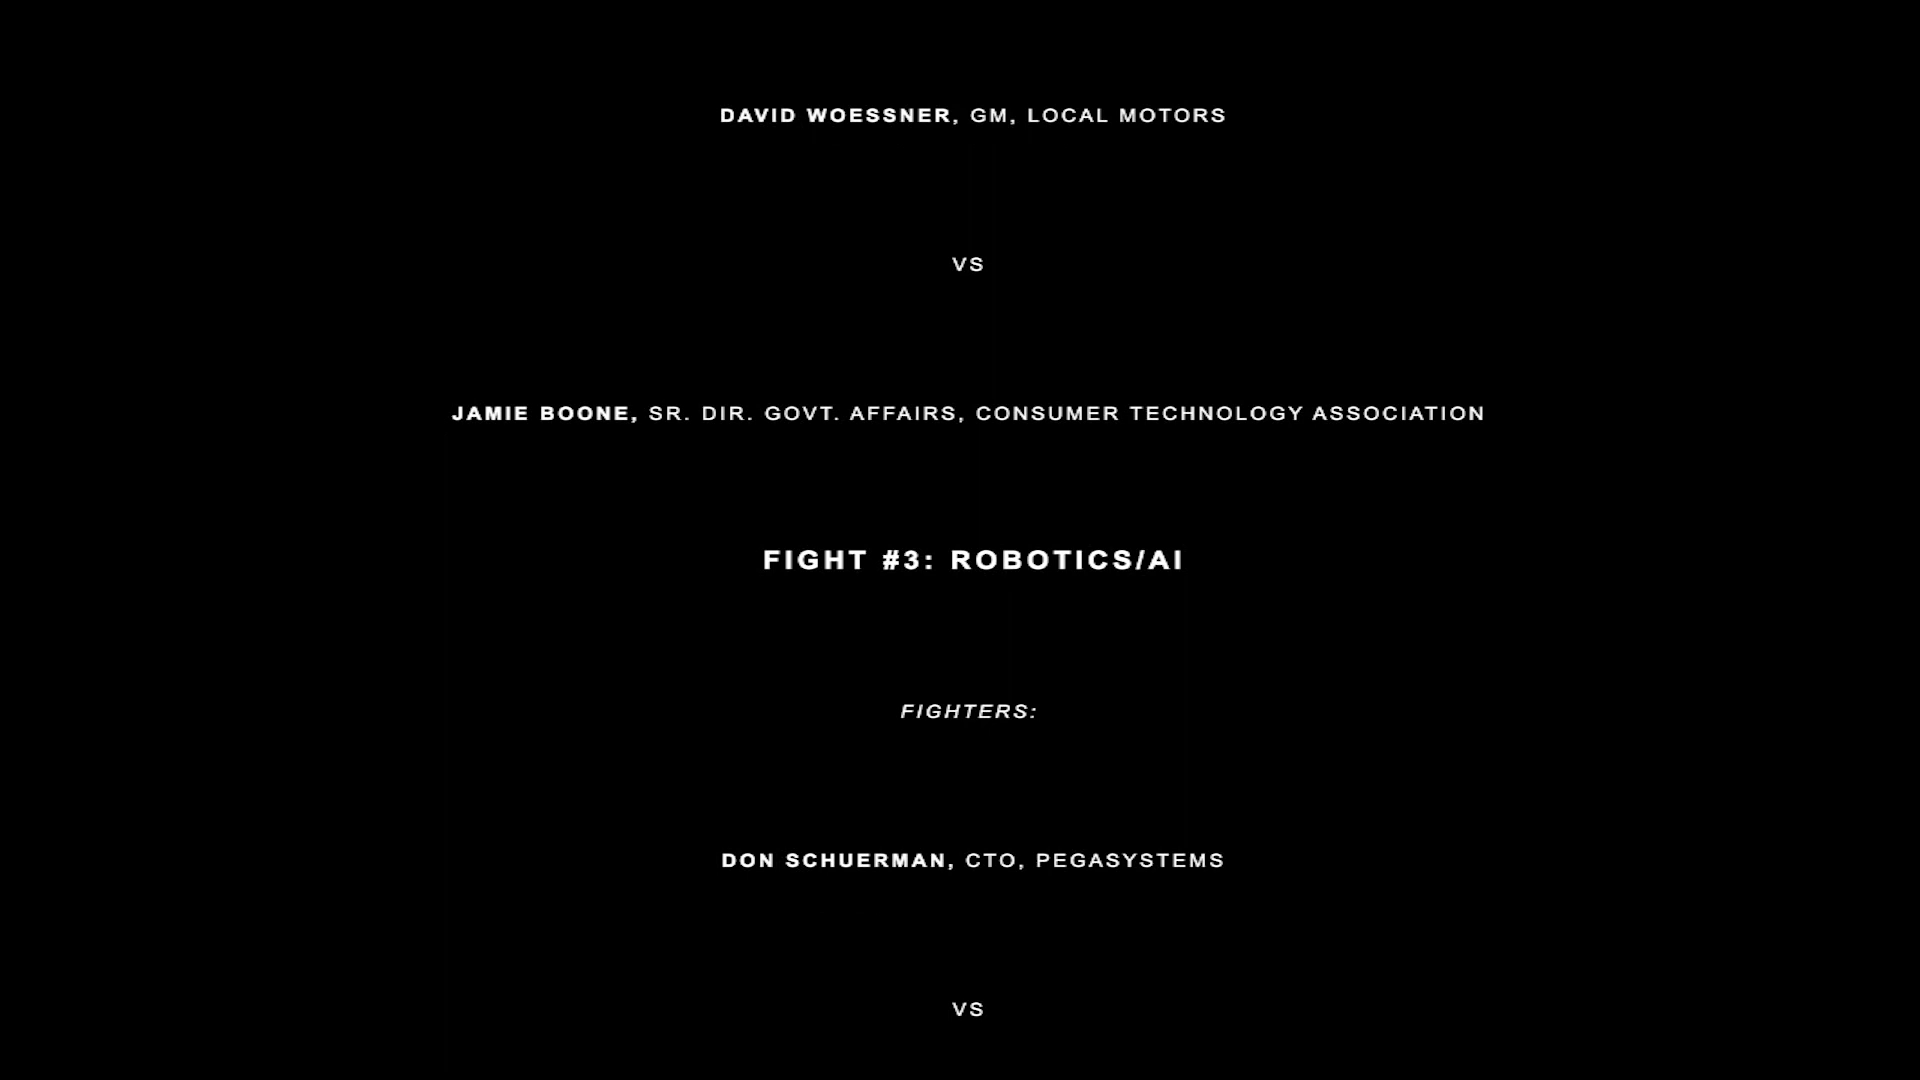 DAVID WOESSNER, GM, LOCAL MOTORS
VS
JAMIE BOONE, SR. DIR. GOVT. AFFAIRS, CONSUMER TECHNOLOGY ASSOCIATION
FIGHT #3: ROBOTICS/AI
FIGHTERS:
DON SCHUERMAN, CTO, PEGASYSTEMS
VS